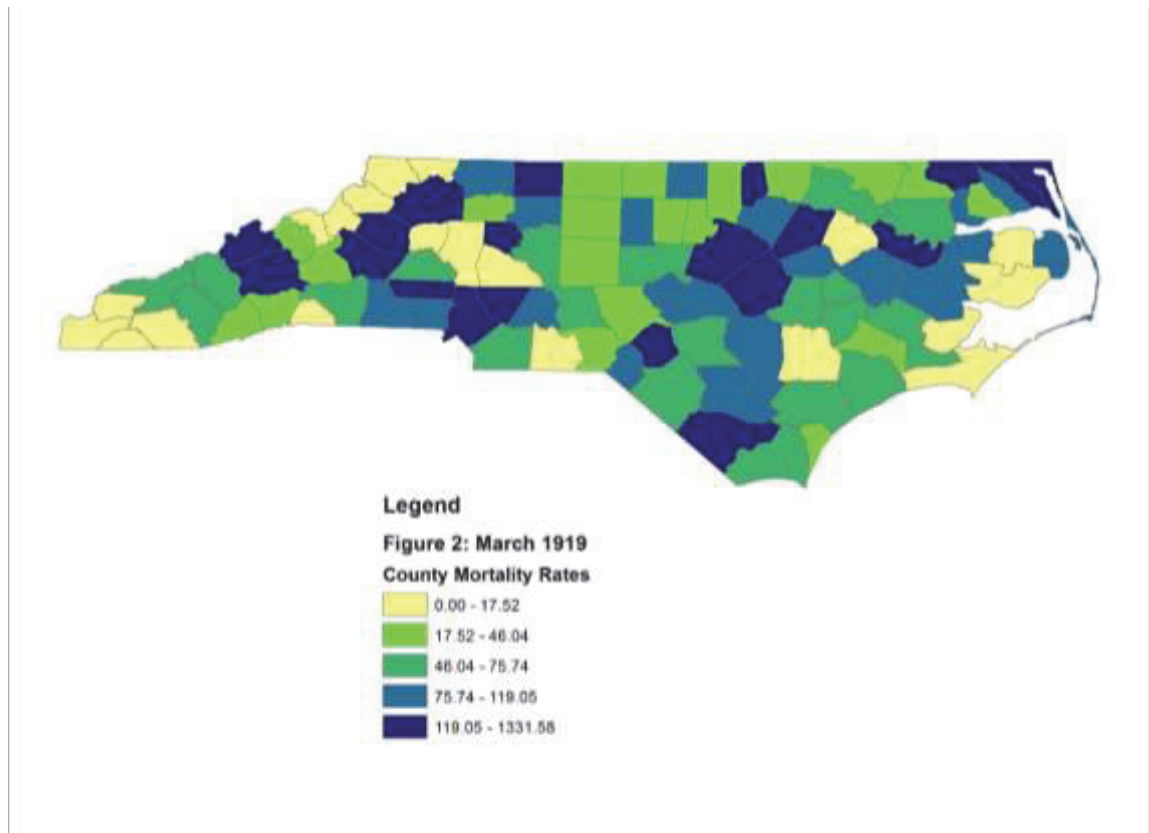 Legend
Figure 2: March 1919
County Mortality Rates
0.00 - 17.52
17.52 - 46.04
46.04 - 75.74
75.74 - 119.05
119.05 - 1331.58